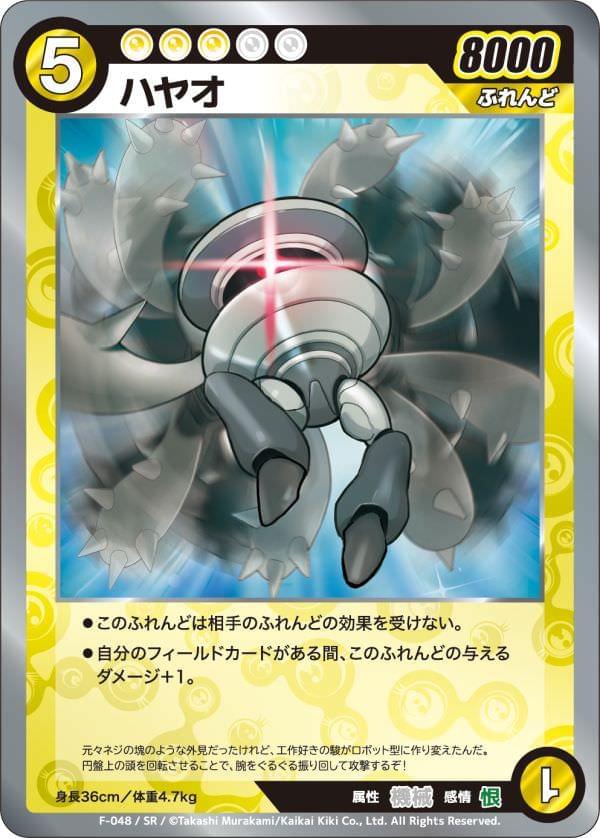 5
8000
ハヤオ
ふれんど
●このふれんどは相手のふれんどの効果を受けない。
●自分のフィールドカードがある間、このふれんどの与える
ダメージ+1。
元々ネジの塊のような外見だったけれど、工作好きの駿がロボット型に作り変えたんだ。
円盤上の頭を回転させることで、腕をぐるぐる振り回して攻撃するぞ!
身長36cm/体重4.7kg
属性 機械 感情 恨
F-048 / SR / ©Takashi Murakami/Kaikai Kiki Co., Ltd. All Rights Reserved.